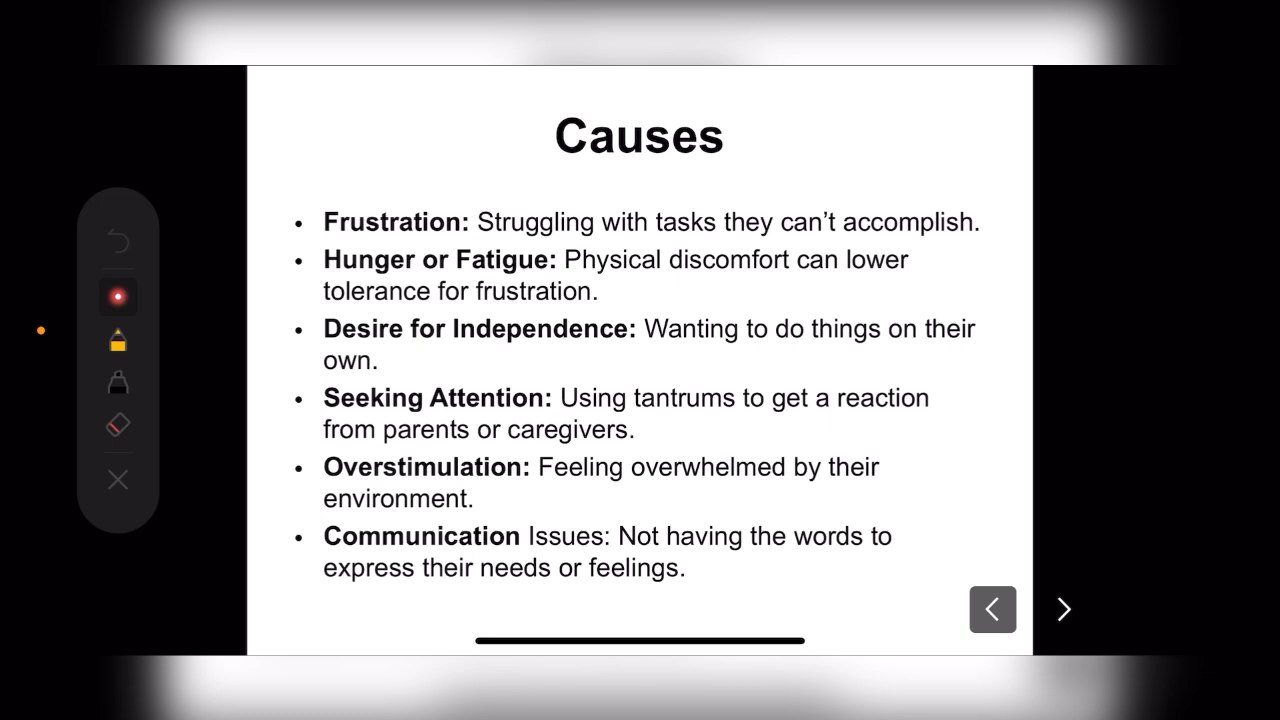 Causes
• Frustration: Struggling with tasks they can’t accomplish.
• Hunger or Fatigue: Physical discomfort can lower
tolerance for frustration.
• Desire for Independence: Wanting to do things on their
own.
• Seeking Attention: Using tantrums to get a reaction
from parents or caregivers.
• Overstimulation: Feeling overwhelmed by their
environment.
• Communication Issues: Not having the words to
express their needs or feelings.